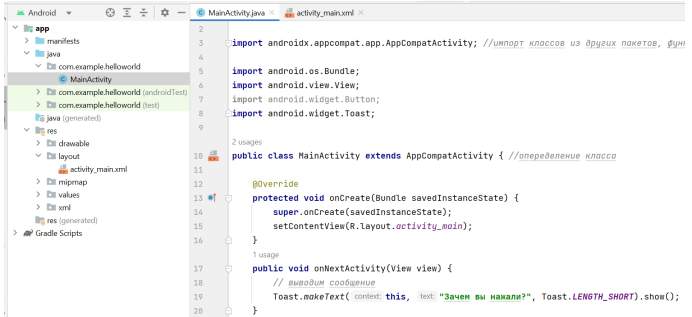 Android
MainActivity.java
activity_main.xml
app
manifests
java
com.example.helloworld
MainActivity
com.example.helloworld (androidTest)
com.example.helloworld (test)
java (generated)
res
drawable
layout
activity_main.xml
mipmap
values
xml
res (generated)
Gradle Scripts
2
3 import androidx.appcompat.app.AppCompatActivity; //импорт классов из других пакетов,
4
5 import android.os.Bundle;
6 import android.view.View;
7 import android.widget.Button;
8 import android.widget.Toast;
9
2 usages
10 public class MainActivity extends AppCompatActivity { //опеределение класса
11
12 @Override
13 protected void onCreate(Bundle savedInstanceState) {
14 super.onCreate(savedInstanceState);
15 setContentView(R.layout.activity_main);
16 }
1 usage
17 public void onNextActivity(View view) {
18 // выводим сообщение
19 Toast.makeText( context: this, text: "Зачем вы нажали?", Toast.LENGTH_SHORT).show();
20 }